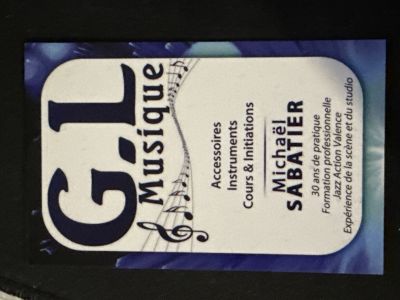 G.L
Musique
Accessoires
Instruments
Cours & Initiations
Michaël
SABATIER
30 ans de pratique
Formation professionnelle
Jazz Action Valence
Expérience de la scène et du studio